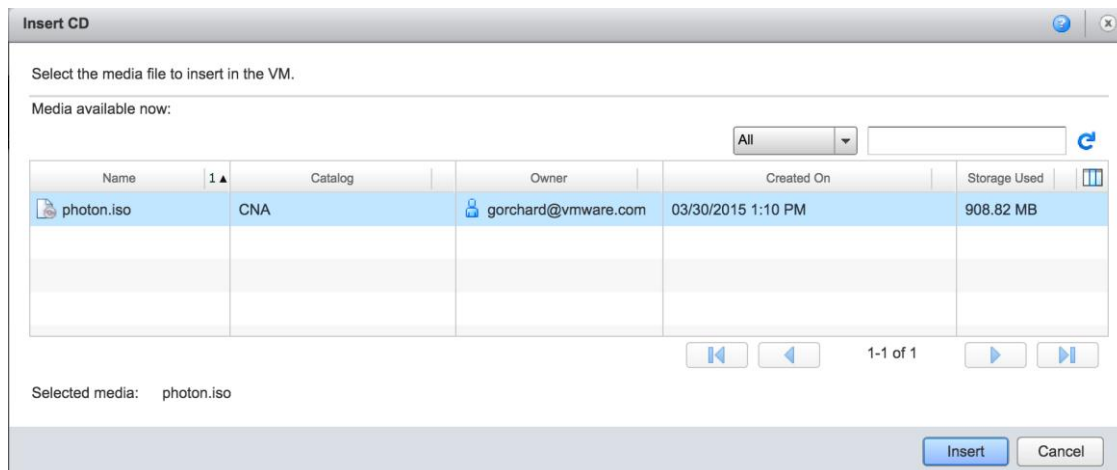 Insert CD
Select the media file to insert in the VM.
Media available now:
All
Name 1 Catalog Owner Created On Storage Used
photon.iso CNA gorchard@vmware.com 03/30/2015 1:10 PM 908.82 MB
1-1 of 1
Selected media: photon.iso
Insert Cancel